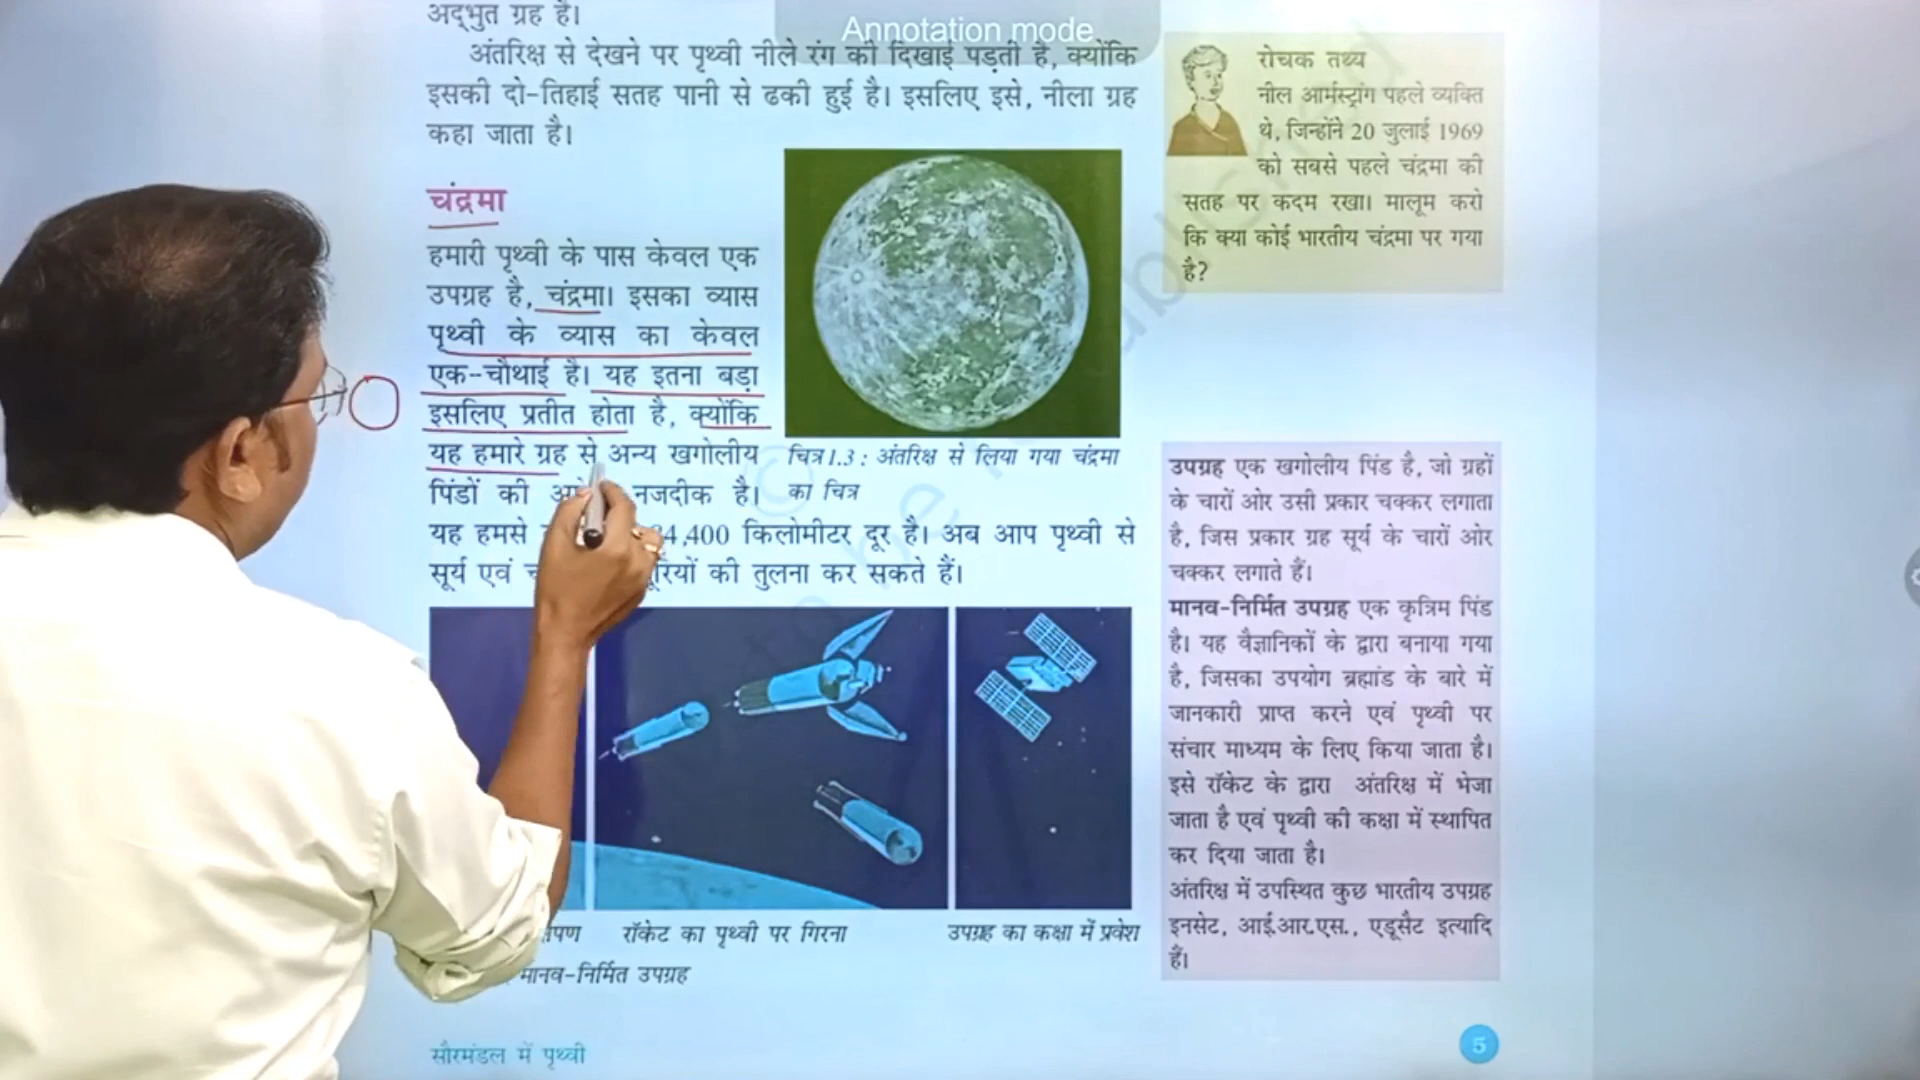 Annotation mode
अद्भुत ग्रह है।
अंतरिक्ष से देखने पर पृथ्वी नीले रंग की दिखाई पड़ती है, क्योंकि
इसकी दो-तिहाई सतह पानी से ढकी हुई है। इसलिए इसे, नीला ग्रह
कहा जाता है।
चंद्रमा
हमारी पृथ्वी के पास केवल एक
उपग्रह है, चंद्रमा। इसका व्यास
पृथ्वी के व्यास का केवल
एक-चौथाई है। यह इतना बड़ा
इसलिए प्रतीत होता है, क्योंकि
यह हमारे ग्रह से अन्य खगोलीय
पिंडों की नजदीक है।
यह हमसे 84,400 किलोमीटर दूर है। अब आप पृथ्वी से
सूर्य एवं की तुलना कर सकते हैं।
चित्र 1.3 : अंतरिक्ष से लिया गया चंद्रमा
का चित्र
रॉकेट का पृथ्वी पर गिरना
उपग्रह का कक्षा में प्रवेश
मानव-निर्मित उपग्रह
सौरमंडल में पृथ्वी
रोचक तथ्य
नील आर्मस्ट्रांग पहले व्यक्ति
थे, जिन्होंने 20 जुलाई 1969
को सबसे पहले चंद्रमा की
सतह पर कदम रखा। मालूम करो
कि क्या कोई भारतीय चंद्रमा पर गया
है?
उपग्रह एक खगोलीय पिंड है, जो ग्रहों
के चारों ओर उसी प्रकार चक्कर लगाता
है, जिस प्रकार ग्रह सूर्य के चारों ओर
चक्कर लगाते हैं।
मानव-निर्मित उपग्रह एक कृत्रिम पिंड
है। यह वैज्ञानिकों के द्वारा बनाया गया
है, जिसका उपयोग ब्रह्मांड के बारे में
जानकारी प्राप्त करने एवं पृथ्वी पर
संचार माध्यम के लिए किया जाता है।
इसे रॉकेट के द्वारा अंतरिक्ष में भेजा
जाता है एवं पृथ्वी की कक्षा में स्थापित
कर दिया जाता है।
अंतरिक्ष में उपस्थित कुछ भारतीय उपग्रह
इनसेट, आई.आर.एस., एडूसैट इत्यादि
हैं।
5